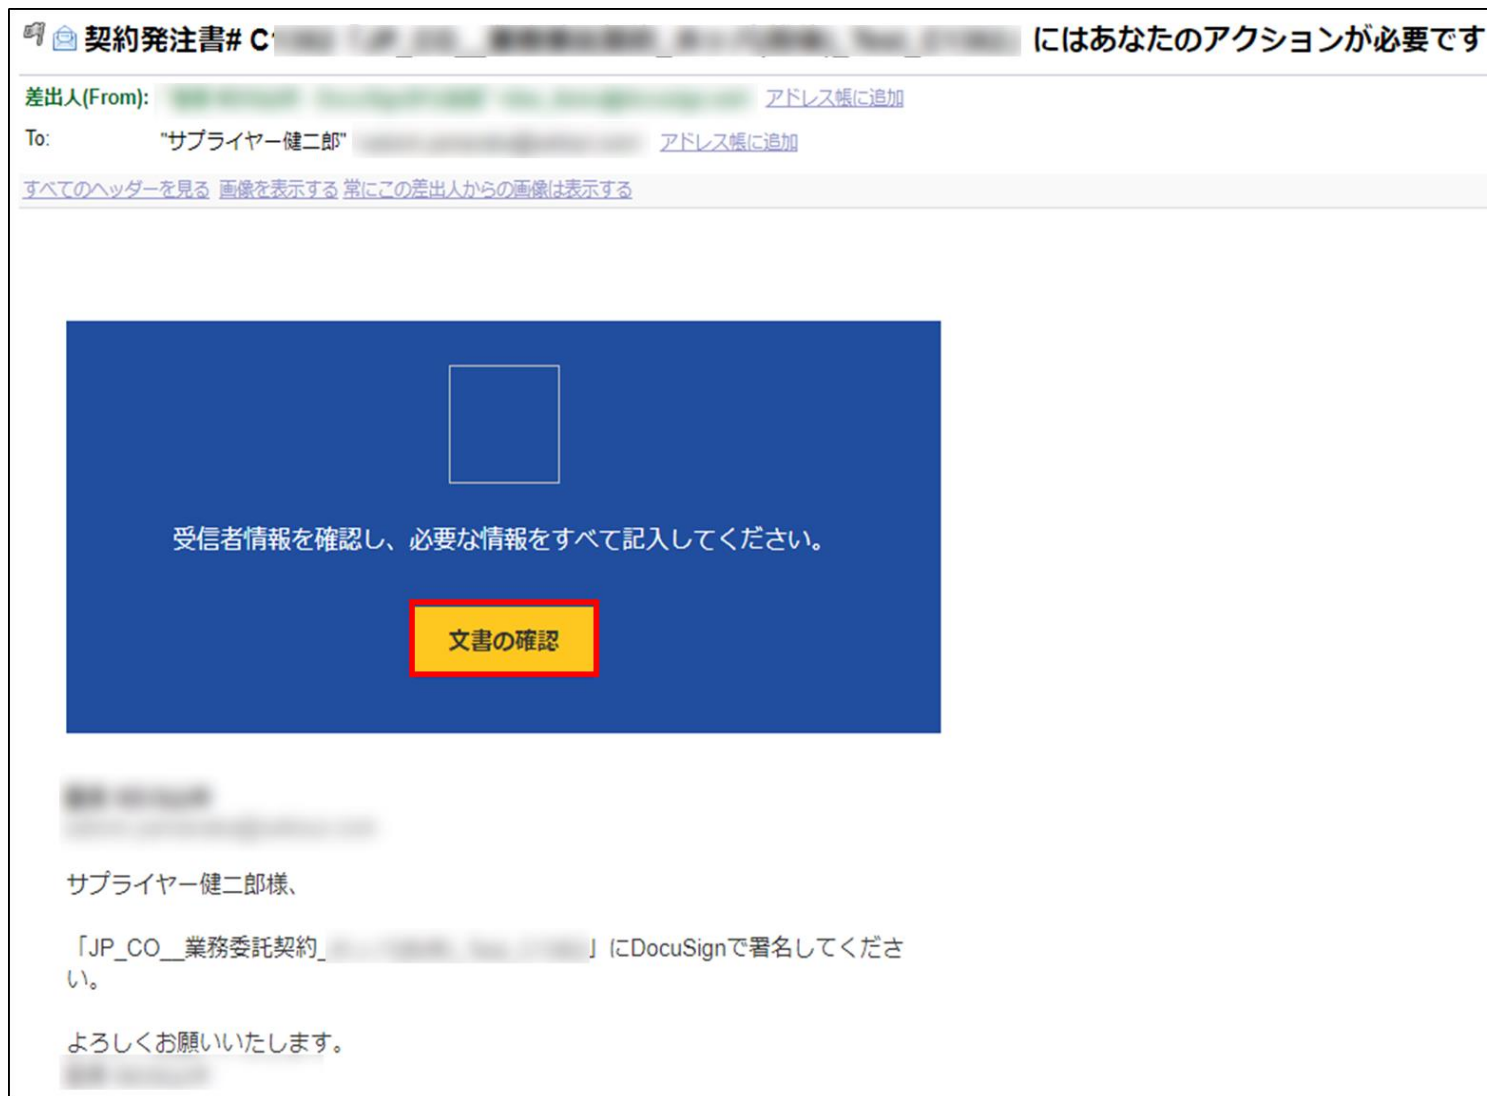 契約発注書# C にはあなたのアクションが必要です
差出人(From): アドレス帳に追加
To: "サプライヤー健二郎" アドレス帳に追加
すべてのヘッダーを見る 画像を表示する 常にこの差出人からの画像は表示する
受信者情報を確認し、必要な情報をすべて記入してください。
文書の確認
サプライヤー健二郎様、
「JP_CO__業務委託契約_ 」にDocuSignで署名してくださ
い。
よろしくお願いいたします。